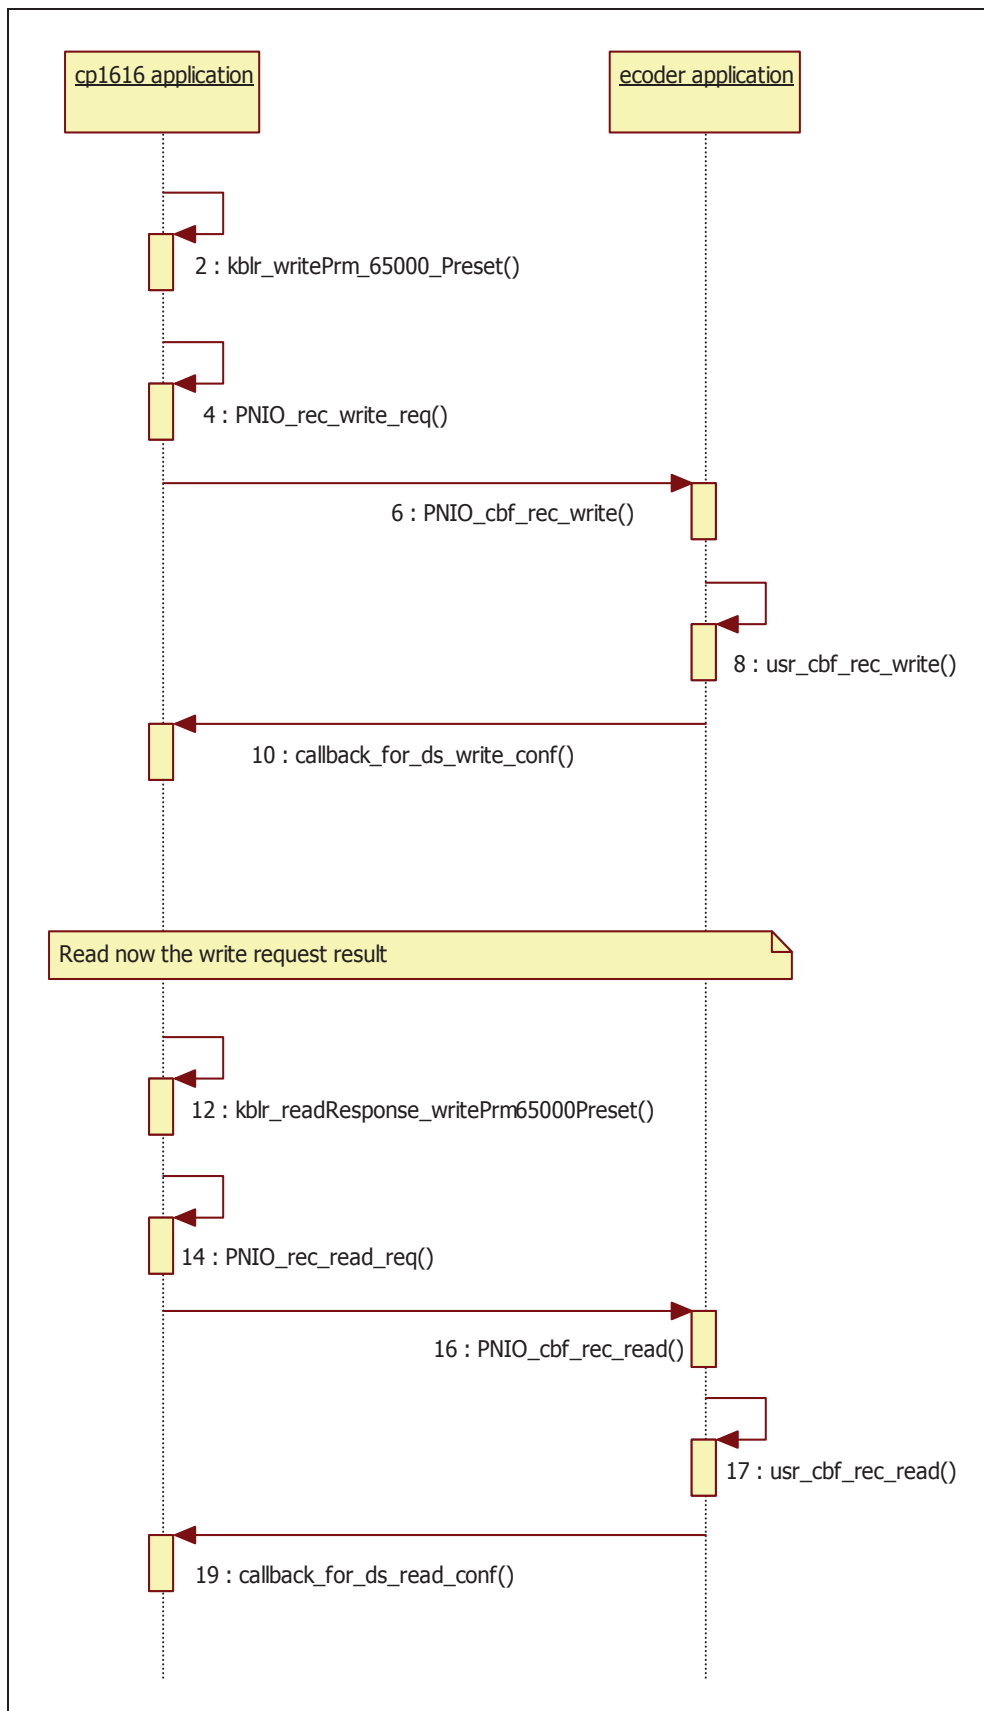 cp1616 application
ecoder application
2 : kblr_writePrm_65000_Preset()
4 : PNIO_rec_write_req()
6 : PNIO_cbf_rec_write()
8 : usr_cbf_rec_write()
10 : callback_for_ds_write_conf()
Read now the write request result
12 : kblr_readResponse_writePrm65000Preset()
14 : PNIO_rec_read_req()
16 : PNIO_cbf_rec_read()
17 : usr_cbf_rec_read()
19 : callback_for_ds_read_conf()